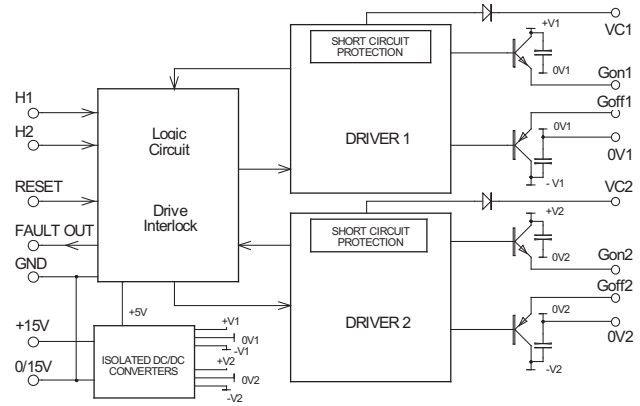 VC1
+V1
0V1
Gon1
SHORT CIRCUIT
PROTECTION
DRIVER 1
Goff1
0V1
0V1
- V1
H1
H2
RESET
FAULT OUT
GND
+15V
0/15V
Logic
Circuit
Drive
Interlock
+5V
ISOLATED DC/DC
CONVERTERS
+V1
0V1
-V1
+V2
0V2
-V2
VC2
+V2
0V2
Gon2
SHORT CIRCUIT
PROTECTION
DRIVER 2
Goff2
0V2
0V2
-V2